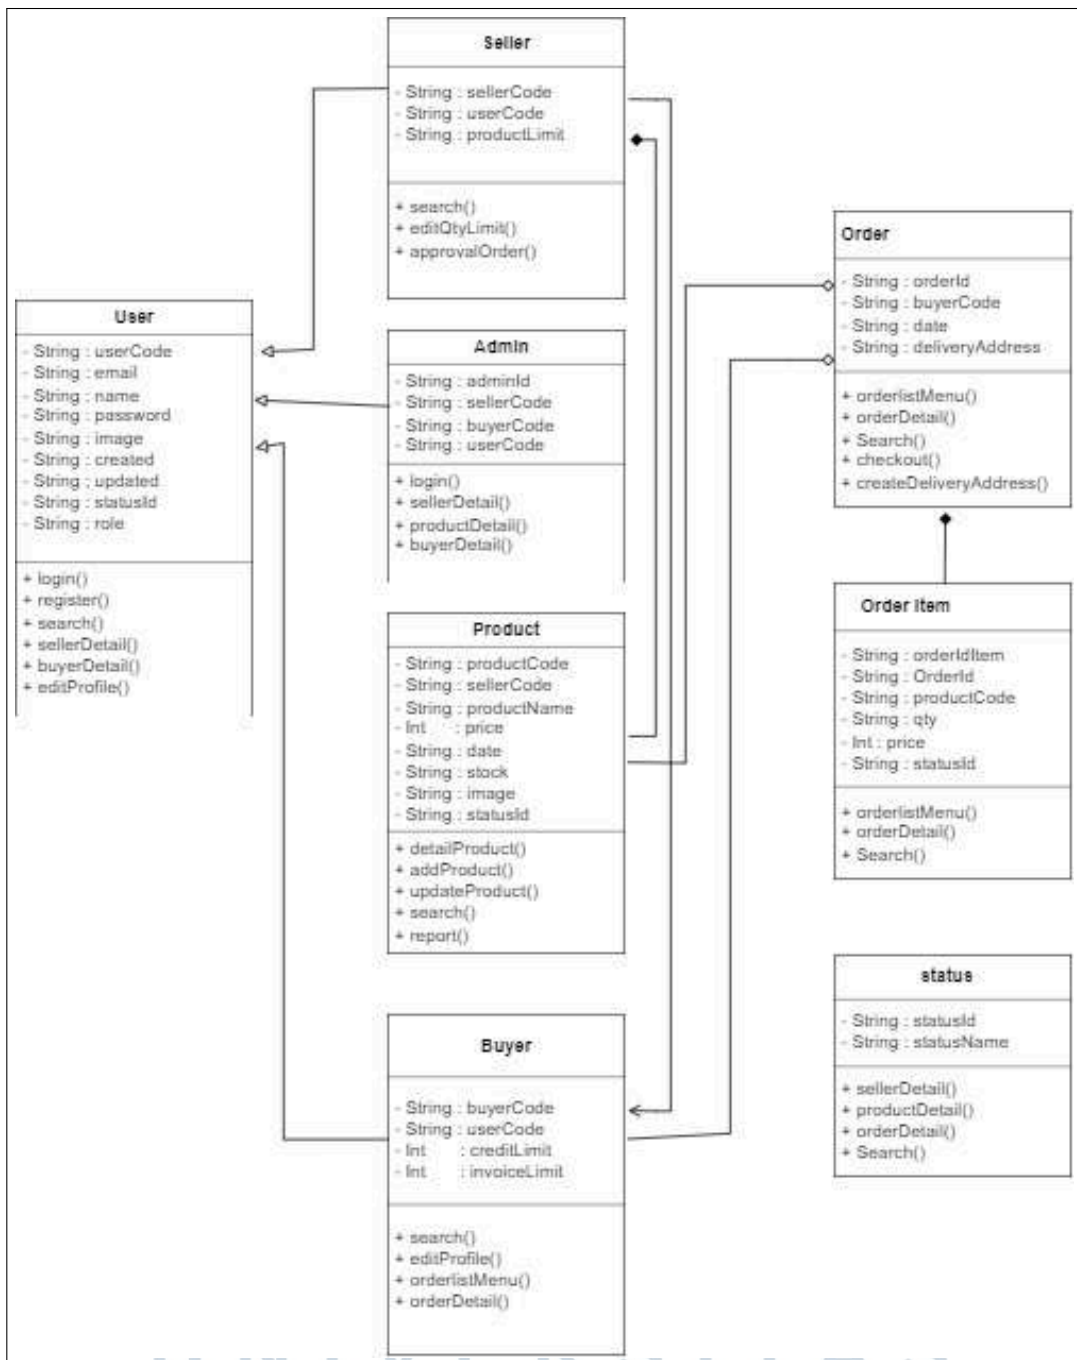 Seller
- String : sellerCode
- String : userCode
- String : productLimit
+ search()
+ editQtyLimit()
+ approvalOrder()
User
- String : userCode
- String : email
- String : name
- String : password
- String : image
- String : created
- String : updated
- String : statusId
- String : role
+ login()
+ register()
+ search()
+ sellerDetail()
+ buyerDetail()
+ editProfile()
Admin
- String : adminId
- String : sellerCode
- String : buyerCode
- String : userCode
+ login()
+ sellerDetail()
+ productDetail()
+ buyerDetail()
Product
- String : productCode
- String : sellerCode
- String : productName
- Int : price
- String : date
- String : stock
- String : image
- String : statusId
+ detailProduct()
+ addProduct()
+ updateProduct()
+ search()
+ report()
Buyer
- String : buyerCode
- String : userCode
- Int : creditLimit
- Int : invoiceLimit
+ search()
+ editProfile()
+ orderlistMenu()
+ orderDetail()
Order
- String : orderId
- String : buyerCode
- String : date
- String : deliveryAddress
+ orderlistMenu()
+ orderDetail()
+ Search()
+ checkout()
+ createDeliveryAddress()
Order Item
- String : orderIdItem
- String : OrderId
- String : productCode
- String : qty
- Int : price
- String : statusId
+ orderlistMenu()
+ orderDetail()
+ Search()
status
- String : statusId
- String : statusName
+ sellerDetail()
+ productDetail()
+ orderDetail()
+ Search()